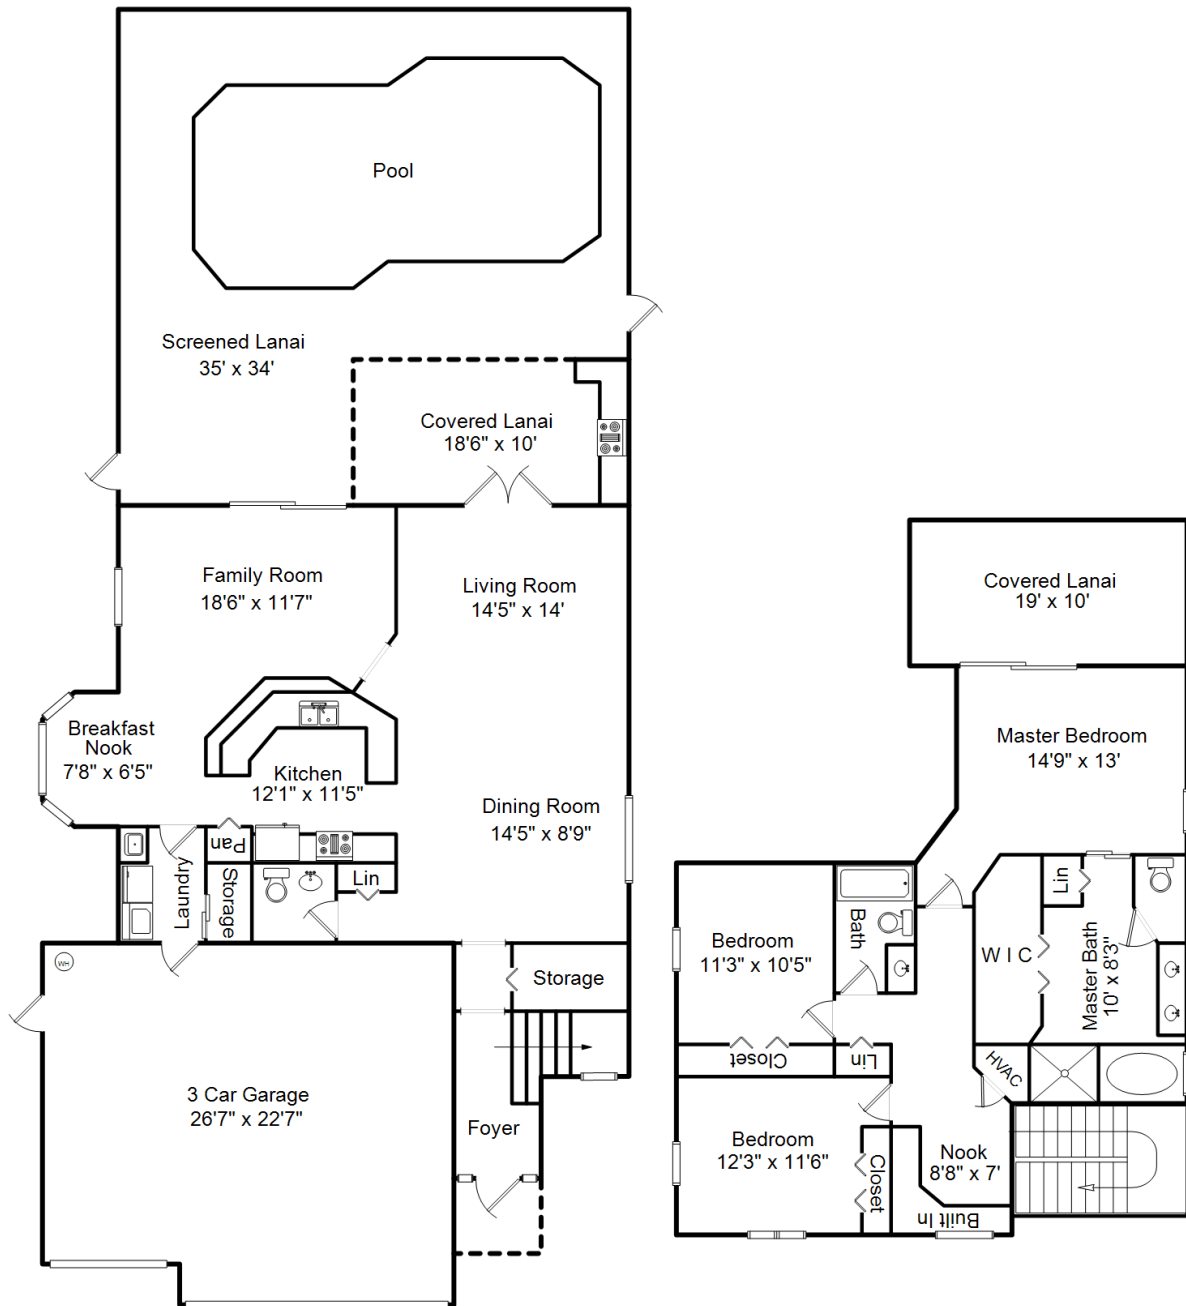 Pool
Screened Lanai
35' x 34'
Covered Lanai
18'6" x 10'
Family Room
18'6" x 11'7"
Living Room
14'5" x 14'
Breakfast
Nook
7'8" x 6'5"
Kitchen
12'1" x 11'5"
Dining Room
14'5" x 8'9"
Pan
Laundry
Storage
Lin
WH
Storage
3 Car Garage
26'7" x 22'7"
Foyer
Covered Lanai
19' x 10'
Master Bedroom
14'9" x 13'
Lin
Bath
Bedroom
11'3" x 10'5"
W I C
Master Bath
10' x 8'3"
Closet
Lin
HVAC
Bedroom
12'3" x 11'6"
Closet
Nook
8'8" x 7'
Built In